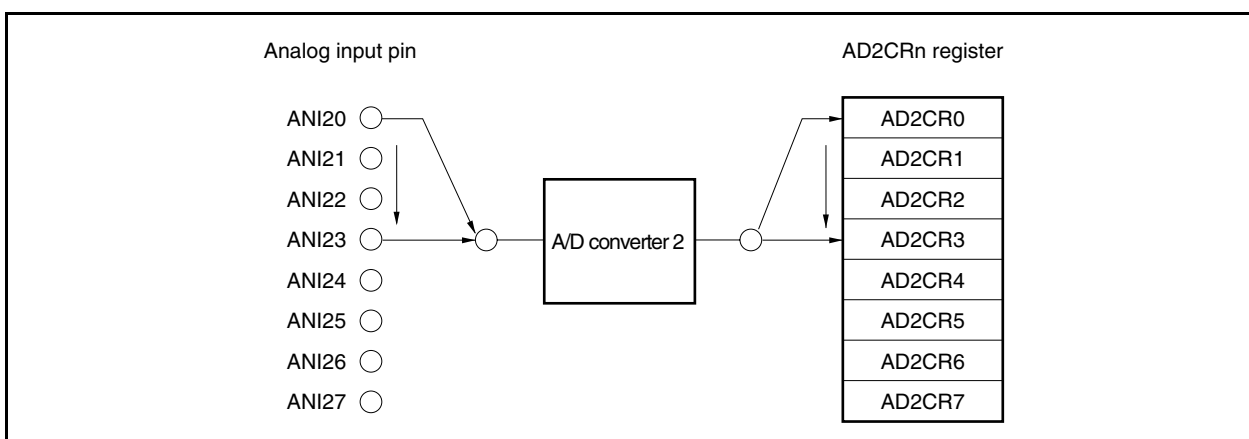 Analog input pin
AD2CRn register
ANI20
ANI21
ANI22
ANI23
ANI24
ANI25
ANI26
ANI27
A/D converter 2
AD2CR0
AD2CR1
AD2CR2
AD2CR3
AD2CR4
AD2CR5
AD2CR6
AD2CR7